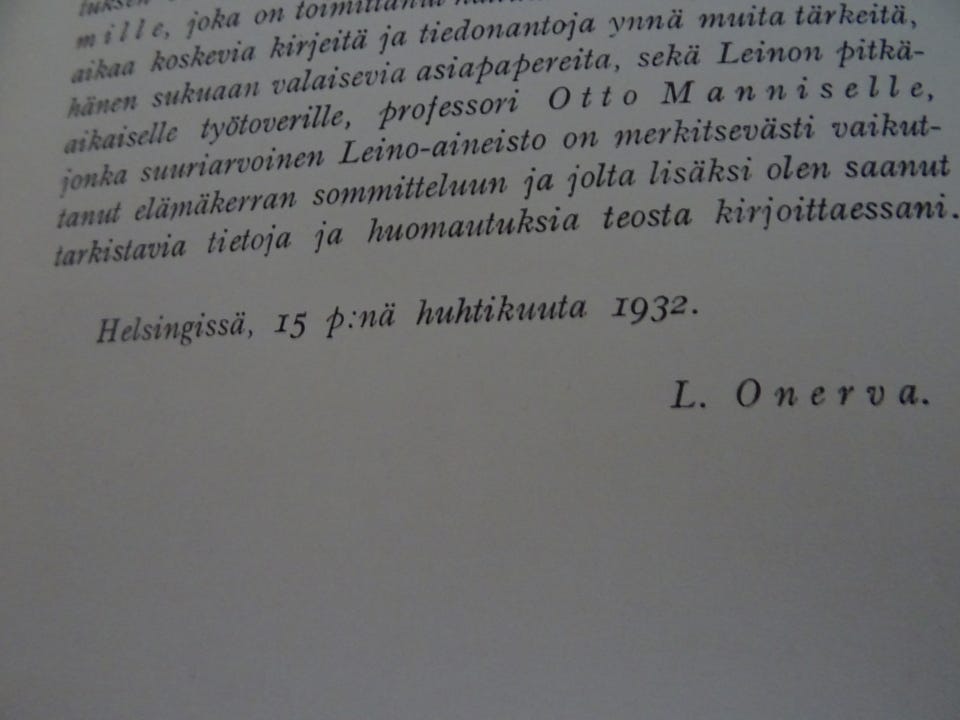 tuksen
mille, joka on toimittanut
aikaa koskevia kirjeitä ja tiedonantoja ynnä muita tärkeitä,
hänen sukuaan valaisevia asiapapereita, sekä Leinon pitkä-
aikaiselle työtoverille, professori Otto Manniselle,
jonka suuriarvoinen Leino-aineisto on merkitsevästi vaikut-
tanut elämäkerran sommitteluun ja jolta lisäksi olen saanut
tarkistavia tietoja ja huomautuksia teosta kirjoittaessani.
Helsingissä, 15 p:nä huhtikuuta 1932.
L. Onerva.